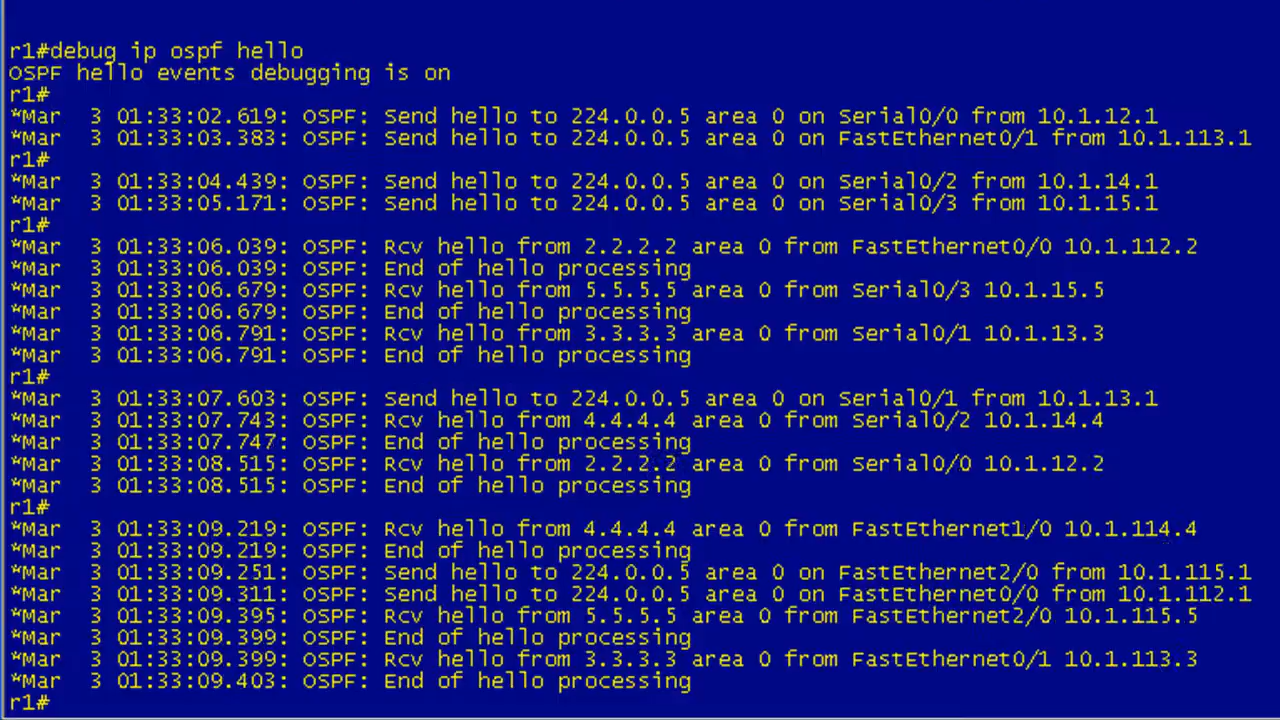 r1#debug ip ospf hello
OSPF hello events debugging is on
r1#
*Mar  3 01:33:02.619: OSPF: Send hello to 224.0.0.5 area 0 on Serial0/0 from 10.1.12.1
*Mar  3 01:33:03.383: OSPF: Send hello to 224.0.0.5 area 0 on FastEthernet0/1 from 10.1.113.1
r1#
*Mar  3 01:33:04.439: OSPF: Send hello to 224.0.0.5 area 0 on Serial0/2 from 10.1.14.1
*Mar  3 01:33:05.171: OSPF: Send hello to 224.0.0.5 area 0 on Serial0/3 from 10.1.15.1
r1#
*Mar  3 01:33:06.039: OSPF: Rcv hello from 2.2.2.2 area 0 from FastEthernet0/0 10.1.112.2
*Mar  3 01:33:06.039: OSPF: End of hello processing
*Mar  3 01:33:06.679: OSPF: Rcv hello from 5.5.5.5 area 0 from Serial0/3 10.1.15.5
*Mar  3 01:33:06.679: OSPF: End of hello processing
*Mar  3 01:33:06.791: OSPF: Rcv hello from 3.3.3.3 area 0 from Serial0/1 10.1.13.3
*Mar  3 01:33:06.791: OSPF: End of hello processing
r1#
*Mar  3 01:33:07.603: OSPF: Send hello to 224.0.0.5 area 0 on Serial0/1 from 10.1.13.1
*Mar  3 01:33:07.743: OSPF: Rcv hello from 4.4.4.4 area 0 from Serial0/2 10.1.14.4
*Mar  3 01:33:07.747: OSPF: End of hello processing
*Mar  3 01:33:08.515: OSPF: Rcv hello from 2.2.2.2 area 0 from Serial0/0 10.1.12.2
*Mar  3 01:33:08.515: OSPF: End of hello processing
r1#
*Mar  3 01:33:09.219: OSPF: Rcv hello from 4.4.4.4 area 0 from FastEthernet1/0 10.1.114.4
*Mar  3 01:33:09.219: OSPF: End of hello processing
*Mar  3 01:33:09.251: OSPF: Send hello to 224.0.0.5 area 0 on FastEthernet2/0 from 10.1.115.1
*Mar  3 01:33:09.311: OSPF: Send hello to 224.0.0.5 area 0 on FastEthernet0/0 from 10.1.112.1
*Mar  3 01:33:09.395: OSPF: Rcv hello from 5.5.5.5 area 0 from FastEthernet2/0 10.1.115.5
*Mar  3 01:33:09.399: OSPF: End of hello processing
*Mar  3 01:33:09.399: OSPF: Rcv hello from 3.3.3.3 area 0 from FastEthernet0/1 10.1.113.3
*Mar  3 01:33:09.403: OSPF: End of hello processing
r1#